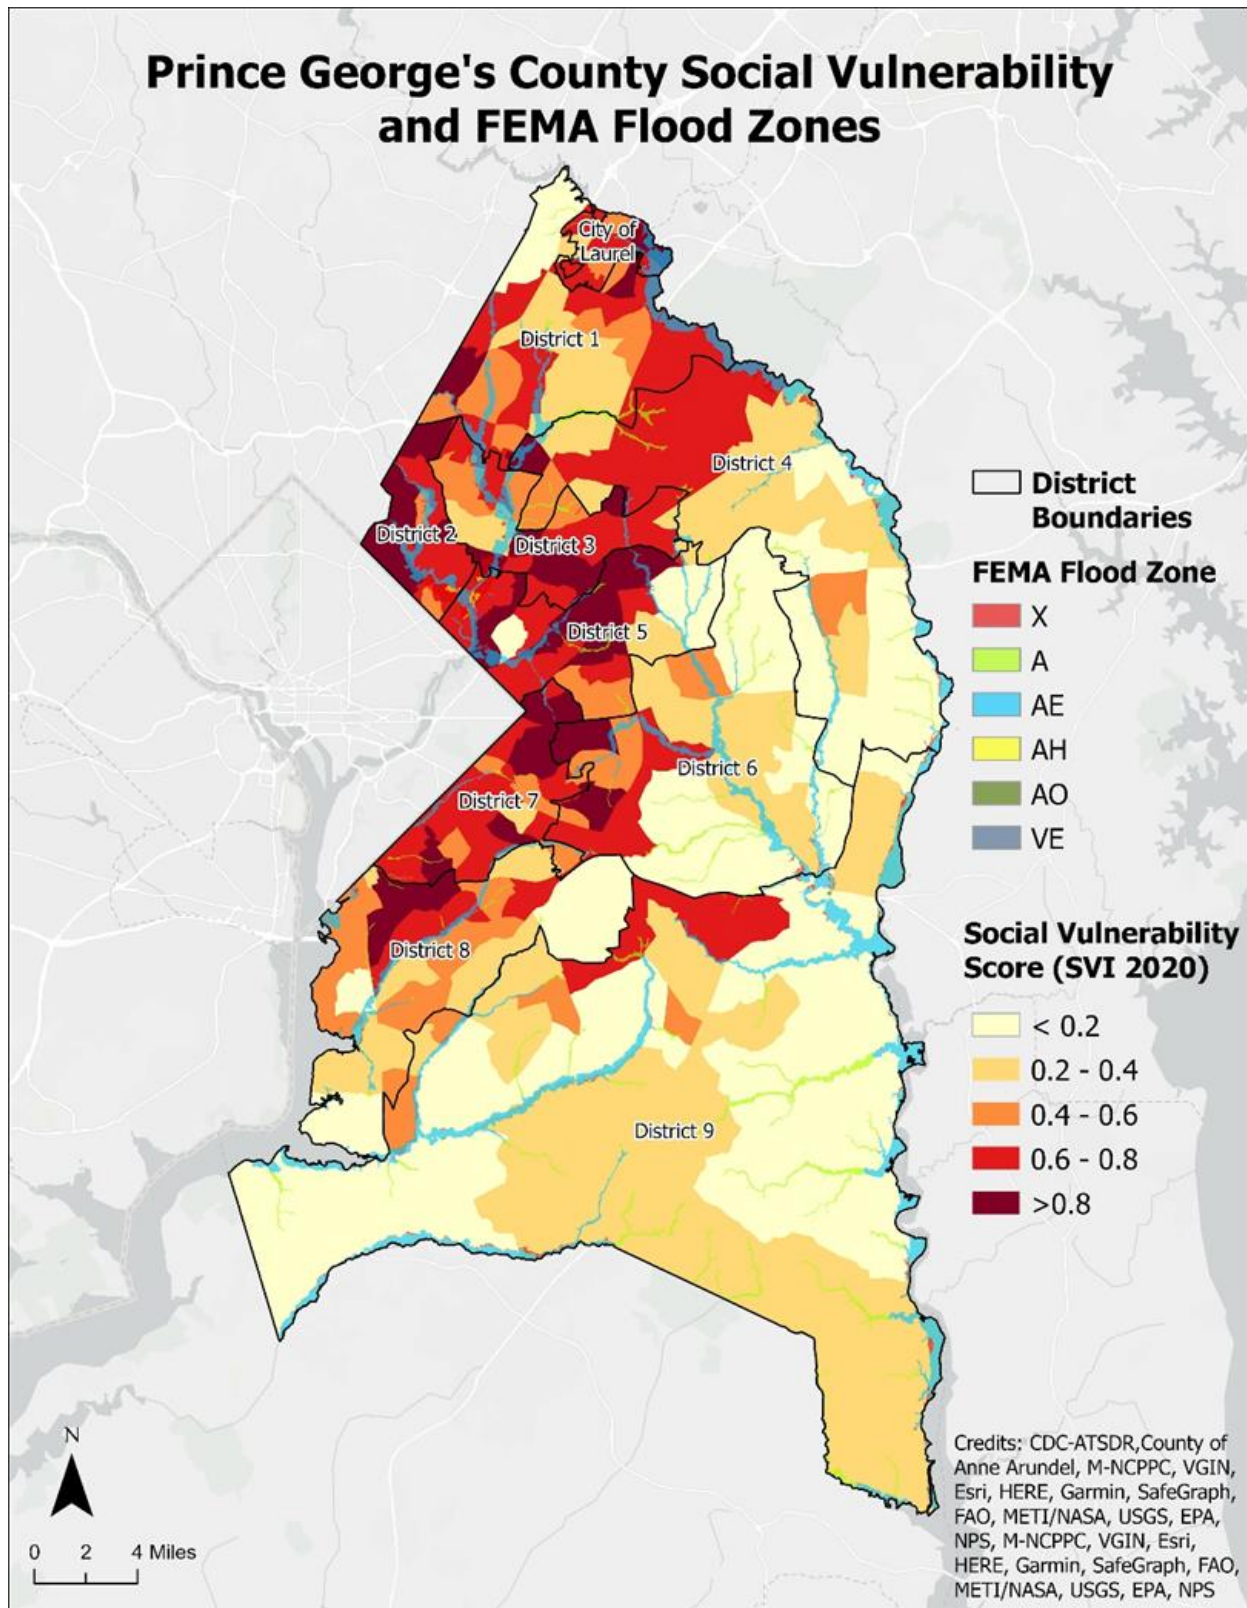 Prince George's County Social Vulnerability
and FEMA Flood Zones
City of
Laurel
District 1
District 4
District 2
District 3
District 5
District 6
District 7
District 8
District 9
District
Boundaries
FEMA Flood Zone
X
A
AE
AH
AO
VE
Social Vulnerability
Score (SVI 2020)
< 0.2
0.2 - 0.4
0.4 - 0.6
0.6 - 0.8
>0.8
N
0 2 4 Miles
Credits: CDC-ATSDR,County of
Anne Arundel, M-NCPPC, VGIN,
Esri, HERE, Garmin, SafeGraph,
FAO, METI/NASA, USGS, EPA,
NPS, M-NCPPC, VGIN, Esri,
HERE, Garmin, SafeGraph, FAO,
METI/NASA, USGS, EPA, NPS